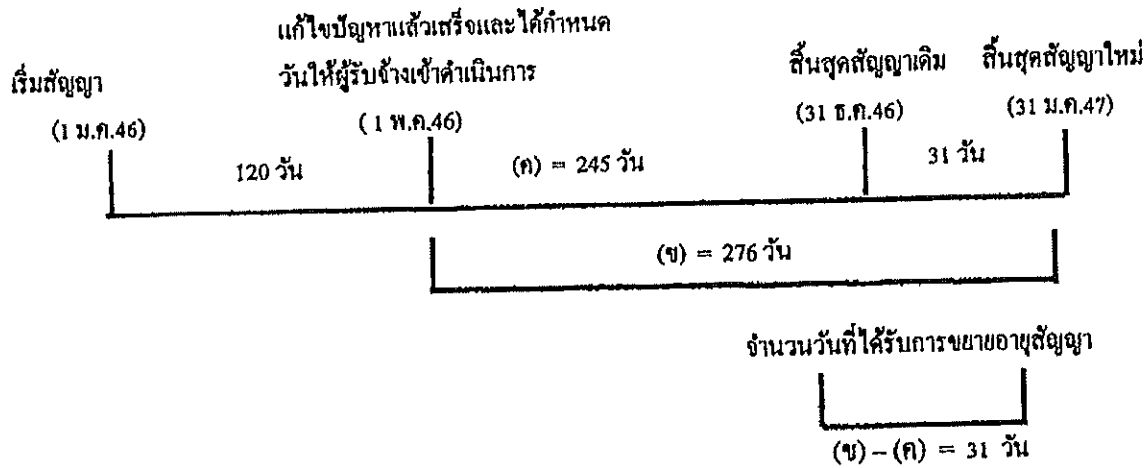 แก้ไขปัญหาแล้วเสร็จและได้กำหนด
วันให้ผู้รับจ้างเข้าดำเนินการ
เริ่มสัญญา
สิ้นสุดสัญญาเดิม
สิ้นสุดสัญญาใหม่
(1 ม.ค.46)
( 1 พ.ค.46)
(31 ธ.ค.46)
(31 ม.ค.47)
120 วัน
(ค) = 245 วัน
31 วัน
(ข) = 276 วัน
จำนวนวันที่ได้รับการขยายอายุสัญญา
(ข) – (ค) = 31 วัน